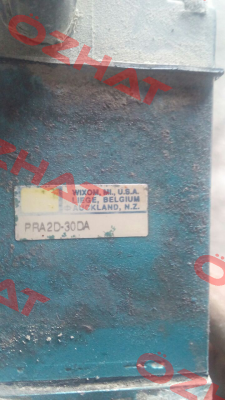 OZHAT
OZHAT
WIXOM, MI., U.S.A.
LIEGE, BELGIUM
AUCKLAND, N.Z.
PRA2D-30DA
OZHAT
OZHAT
OZHAT